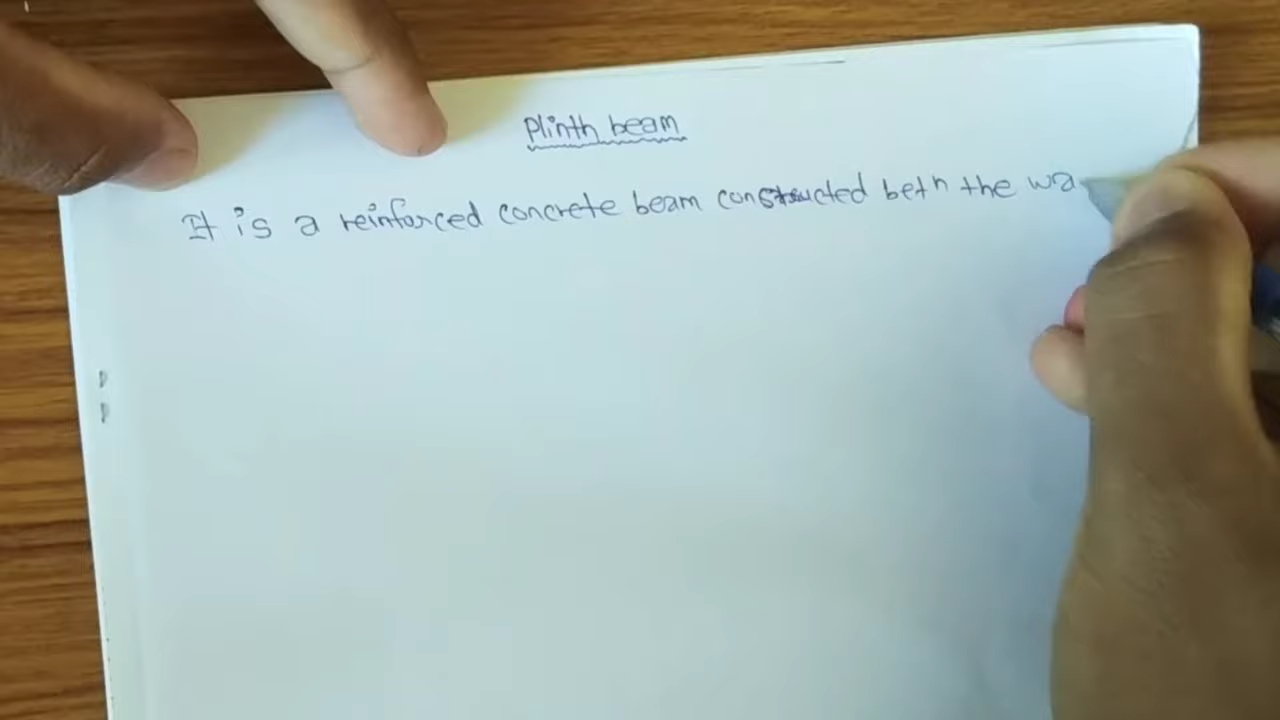 Plinth beam
It is a reinforced concrete beam constructed betn the wa